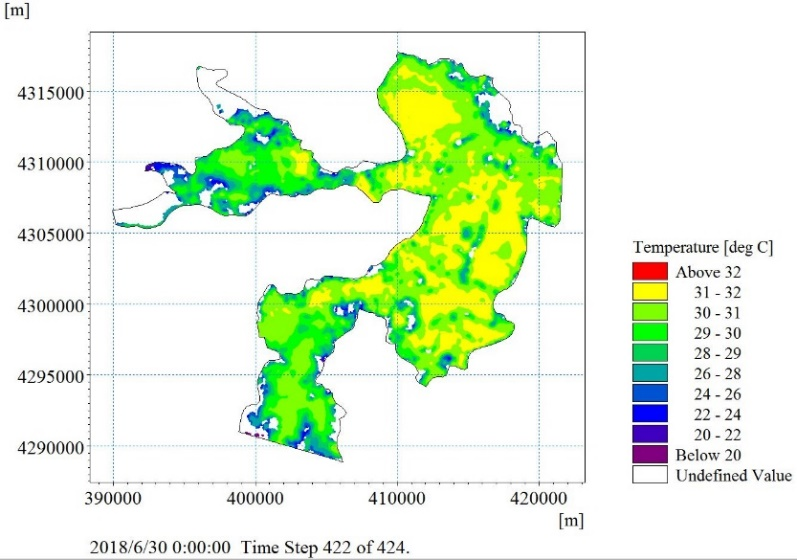 [m]
4315000
4310000
4305000
4300000
4295000
4290000
390000 400000 410000 420000
[m]
Temperature [deg C]
Above 32
31 - 32
30 - 31
29 - 30
28 - 29
26 - 28
24 - 26
22 - 24
20 - 22
Below 20
Undefined Value
2018/6/30 0:00:00 Time Step 422 of 424.